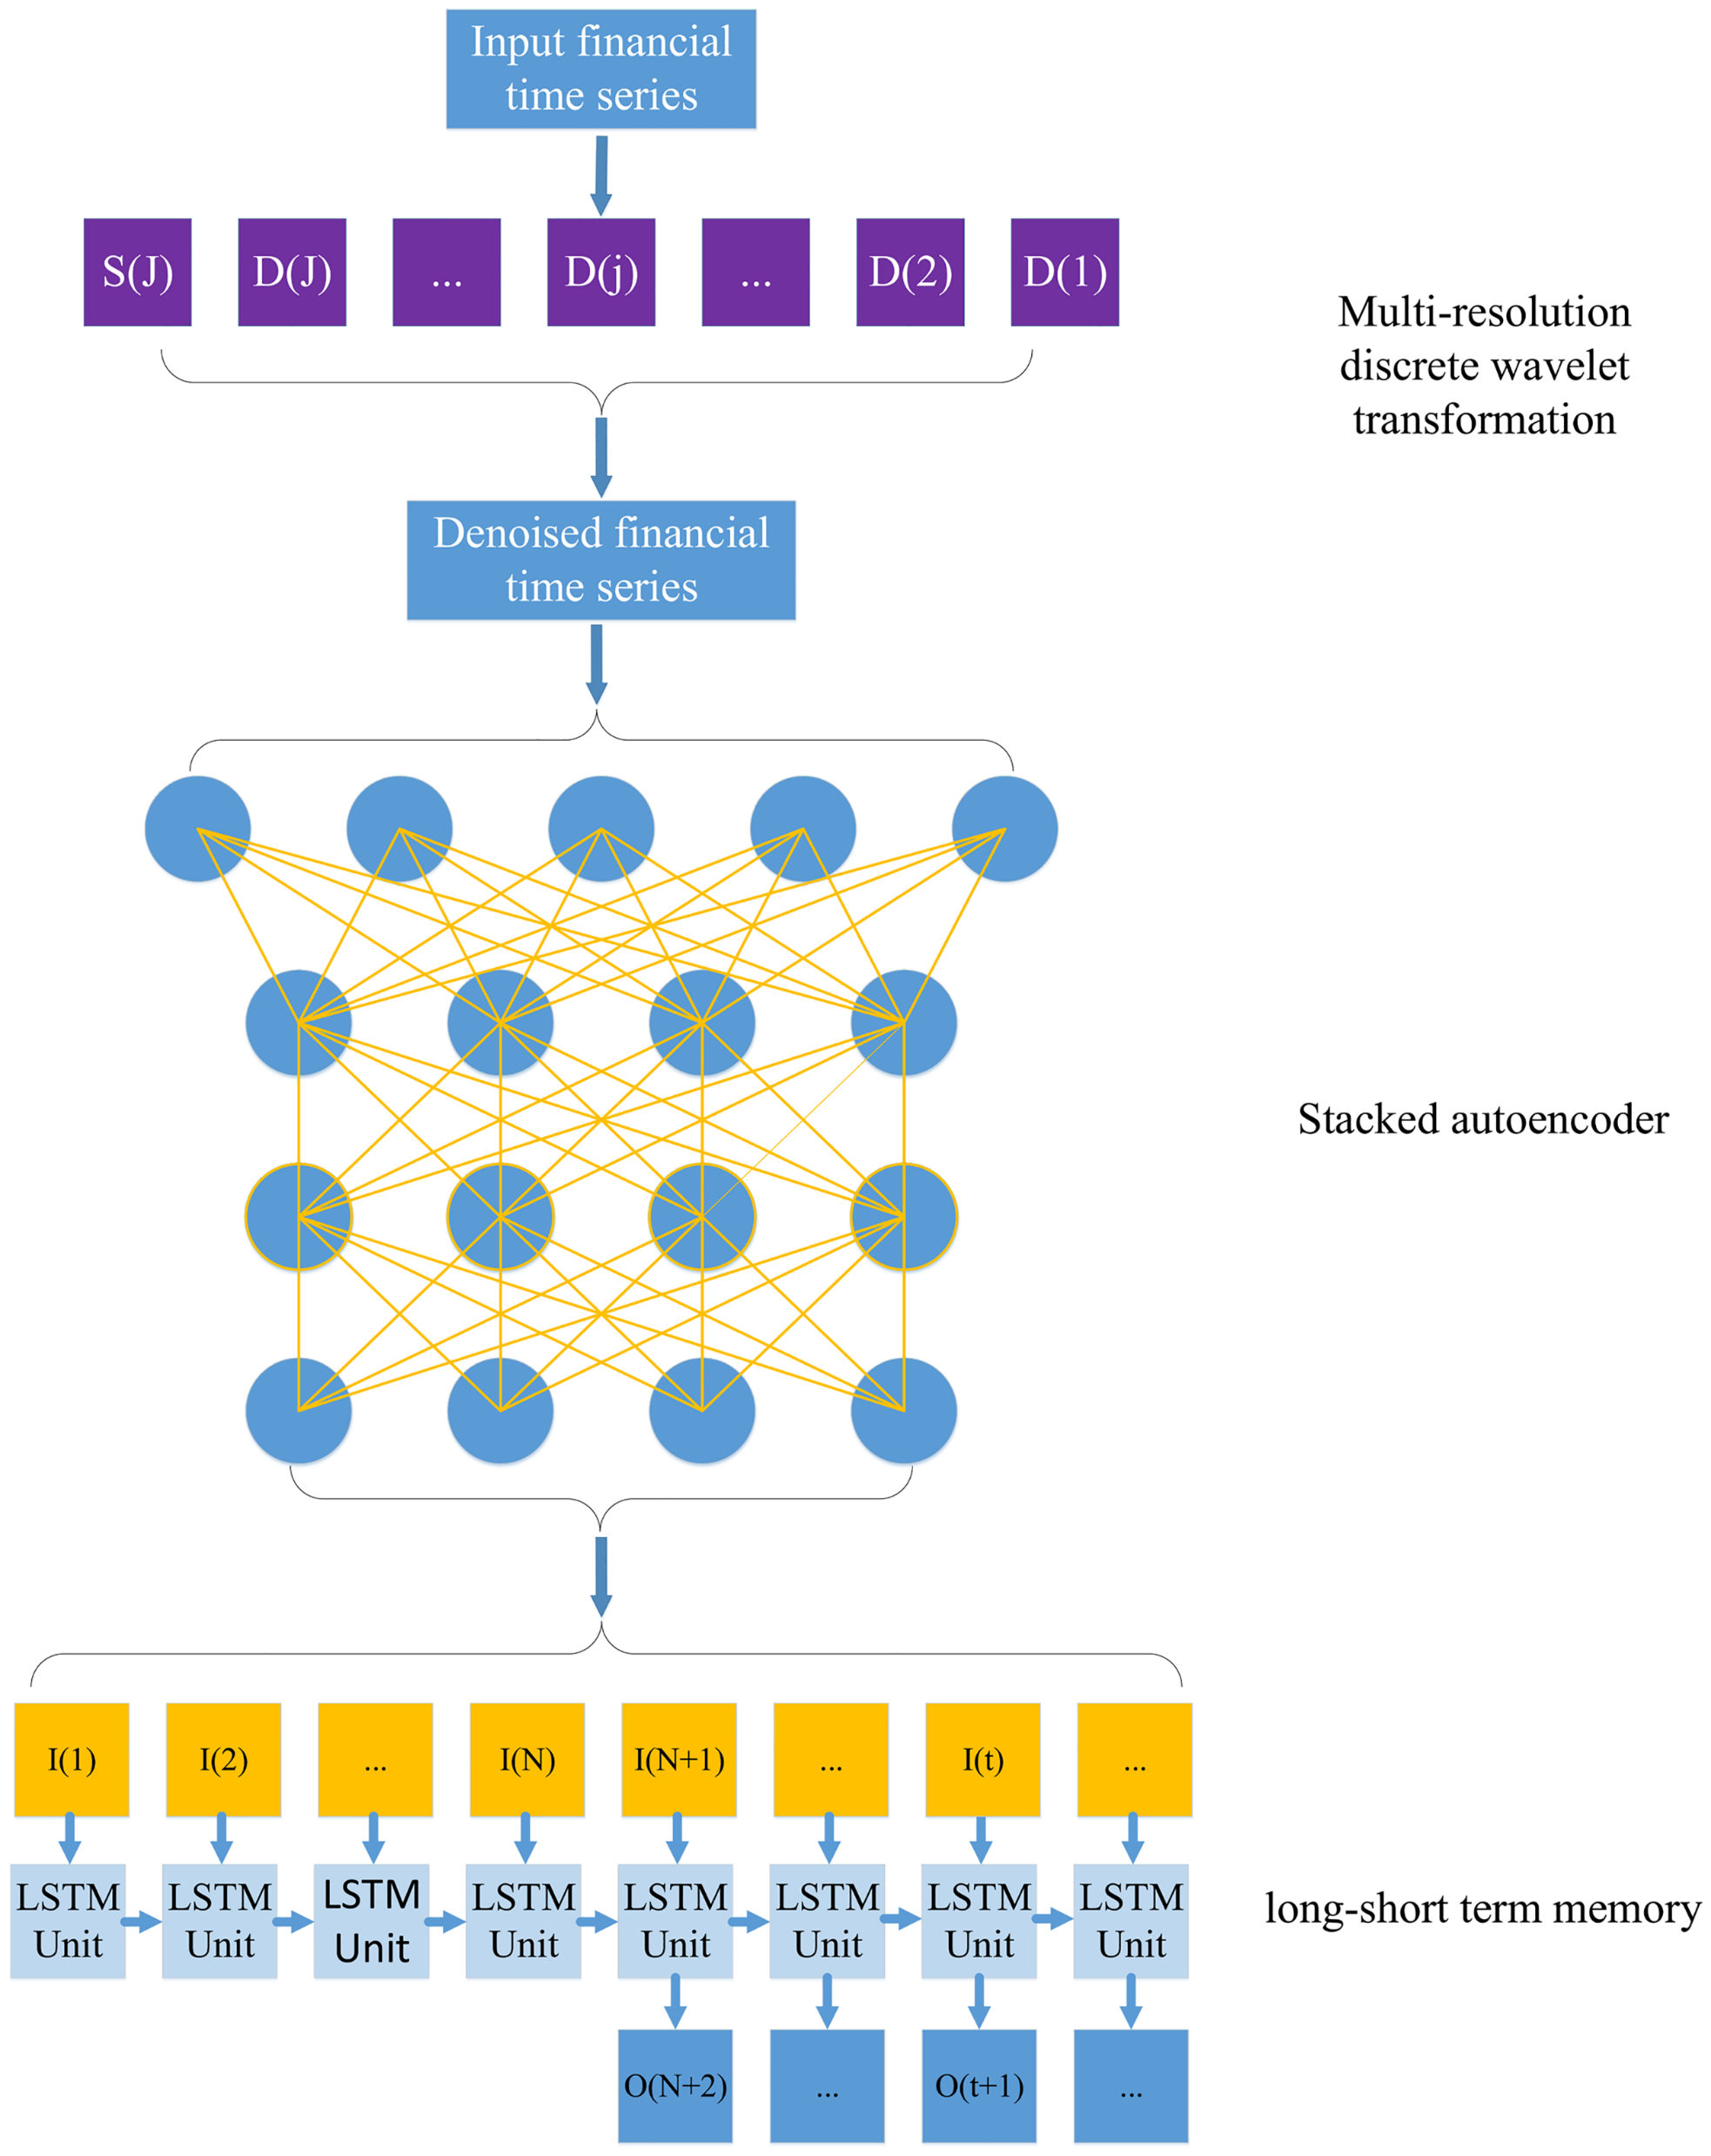 Input financial
time series
S(J)
D(J)
...
D(j)
...
D(2)
D(1)
Multi-resolution
discrete wavelet
transformation
Denoised financial
time series
Stacked autoencoder
I(1)
I(2)
...
I(N)
I(N+1)
...
I(t)
...
LSTM
Unit
LSTM
Unit
LSTM
Unit
LSTM
Unit
LSTM
Unit
LSTM
Unit
LSTM
Unit
LSTM
Unit
long-short term memory
O(N+2)
...
O(t+1)
...